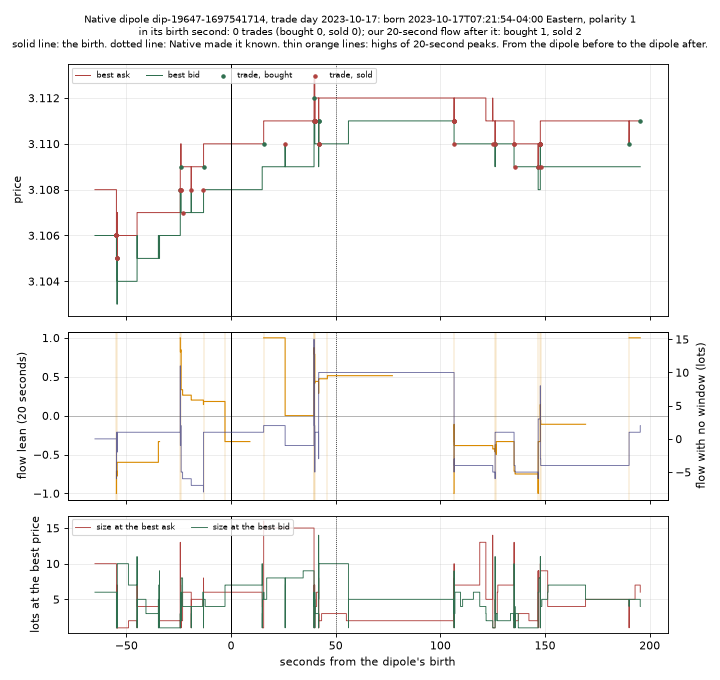 Native dipole dip-19647-1697541714, trade day 2023-10-17: born 2023-10-17T07:21:54-04:00 Eastern, polarity 1
in its birth second: 0 trades (bought 0, sold 0); our 20-second flow after it: bought 1, sold 2
solid line: the birth. dotted line: Native made it known. thin orange lines: highs of 20-second peaks. From the dipole before to the dipole after.
best ask best bid trade, bought trade, sold
3.112
3.110
3.108
3.106
3.104
price
1.0
0.5
0.0
−0.5
−1.0
flow lean (20 seconds)
15
10
5
0
−5
flow with no window (lots)
size at the best ask size at the best bid
15
10
5
lots at the best price
−50 0 50 100 150 200
seconds from the dipole's birth